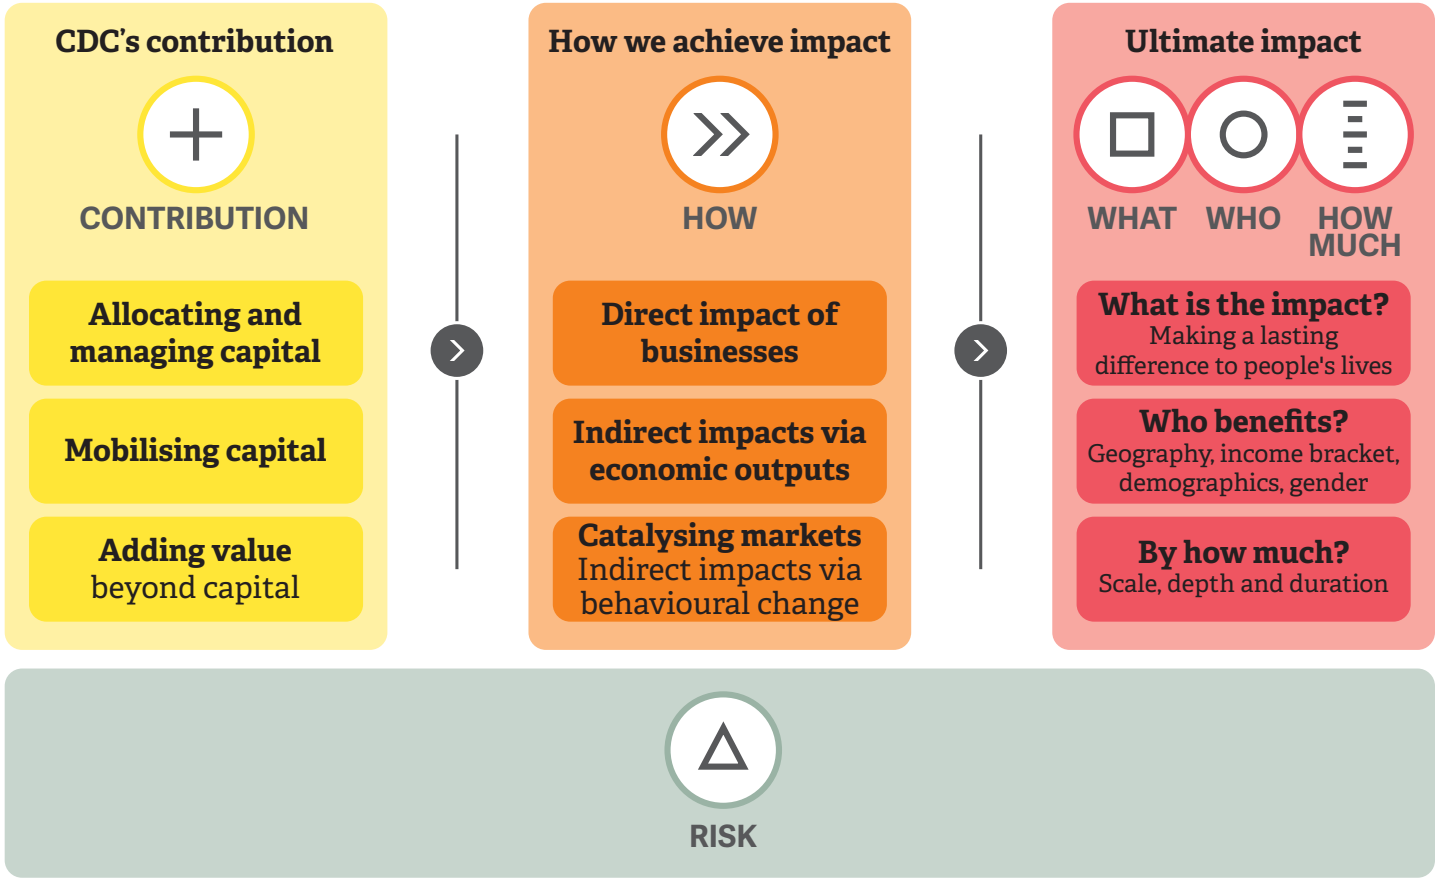 CDC’s contribution
CONTRIBUTION
Allocating and
managing capital
Mobilising capital
Adding value
beyond capital
How we achieve impact
HOW
Direct impact of
businesses
Indirect impacts via
economic outputs
Catalysing markets
Indirect impacts via
behavioural change
Ultimate impact
WHAT
WHO
HOW
MUCH
What is the impact?
Making a lasting
difference to people's lives
Who benefits?
Geography, income bracket,
demographics, gender
By how much?
Scale, depth and duration
RISK